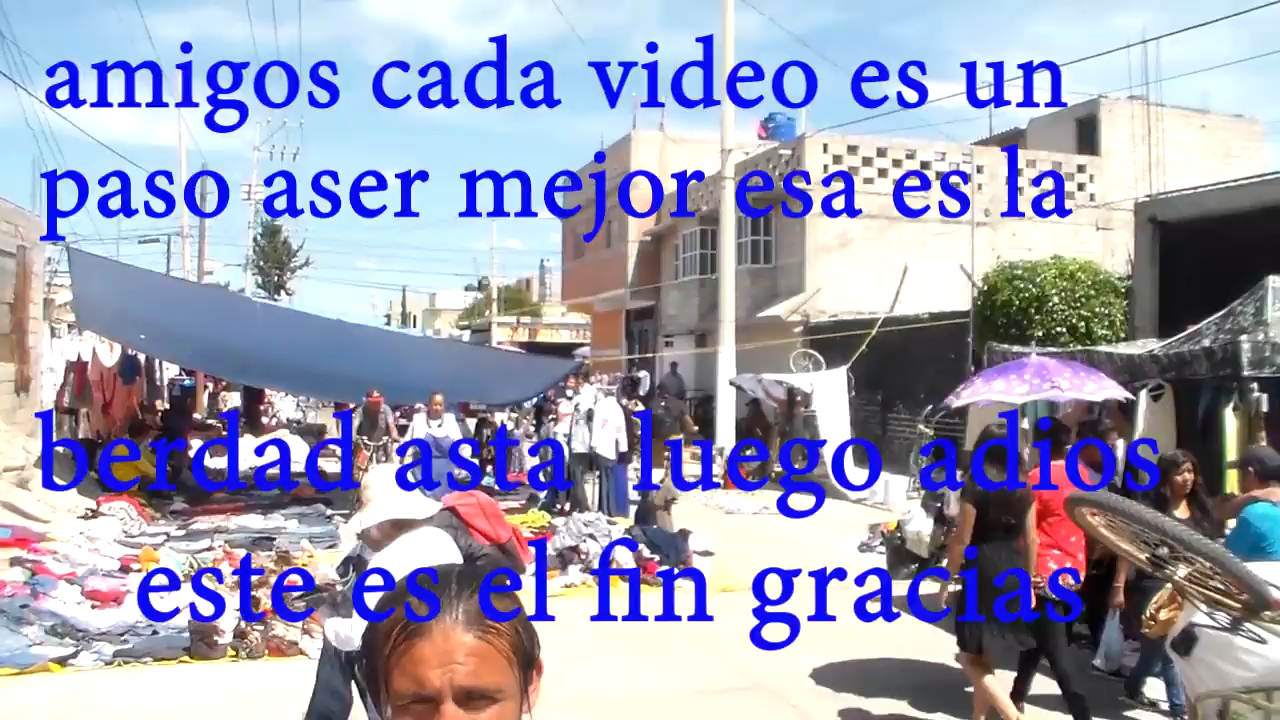 amigos cada video es un
paso aser mejor esa es la
berdad asta luego adios
este es el fin gracias